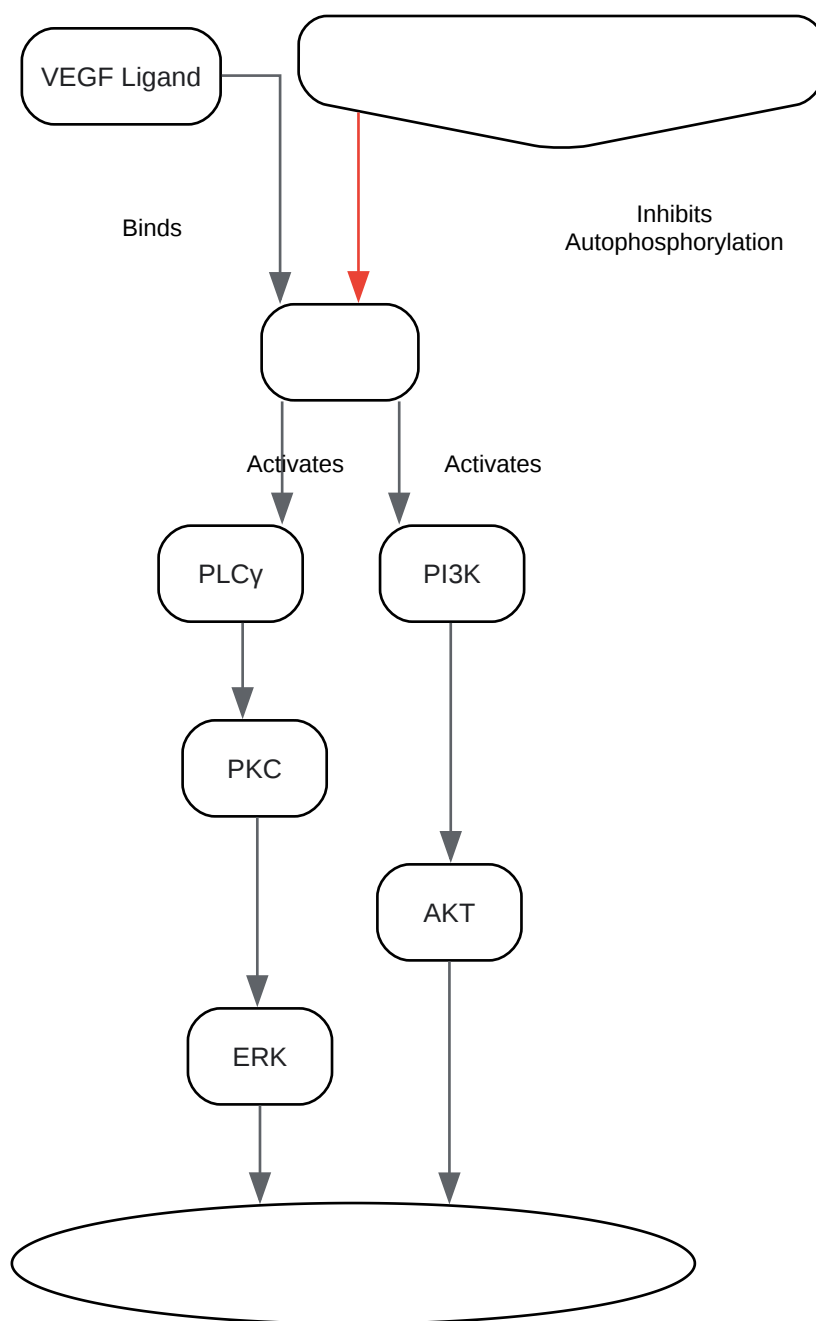 VEGF Ligand
Binds
Inhibits
Autophosphorylation
Activates
Activates
PLCγ
PI3K
PKC
AKT
ERK